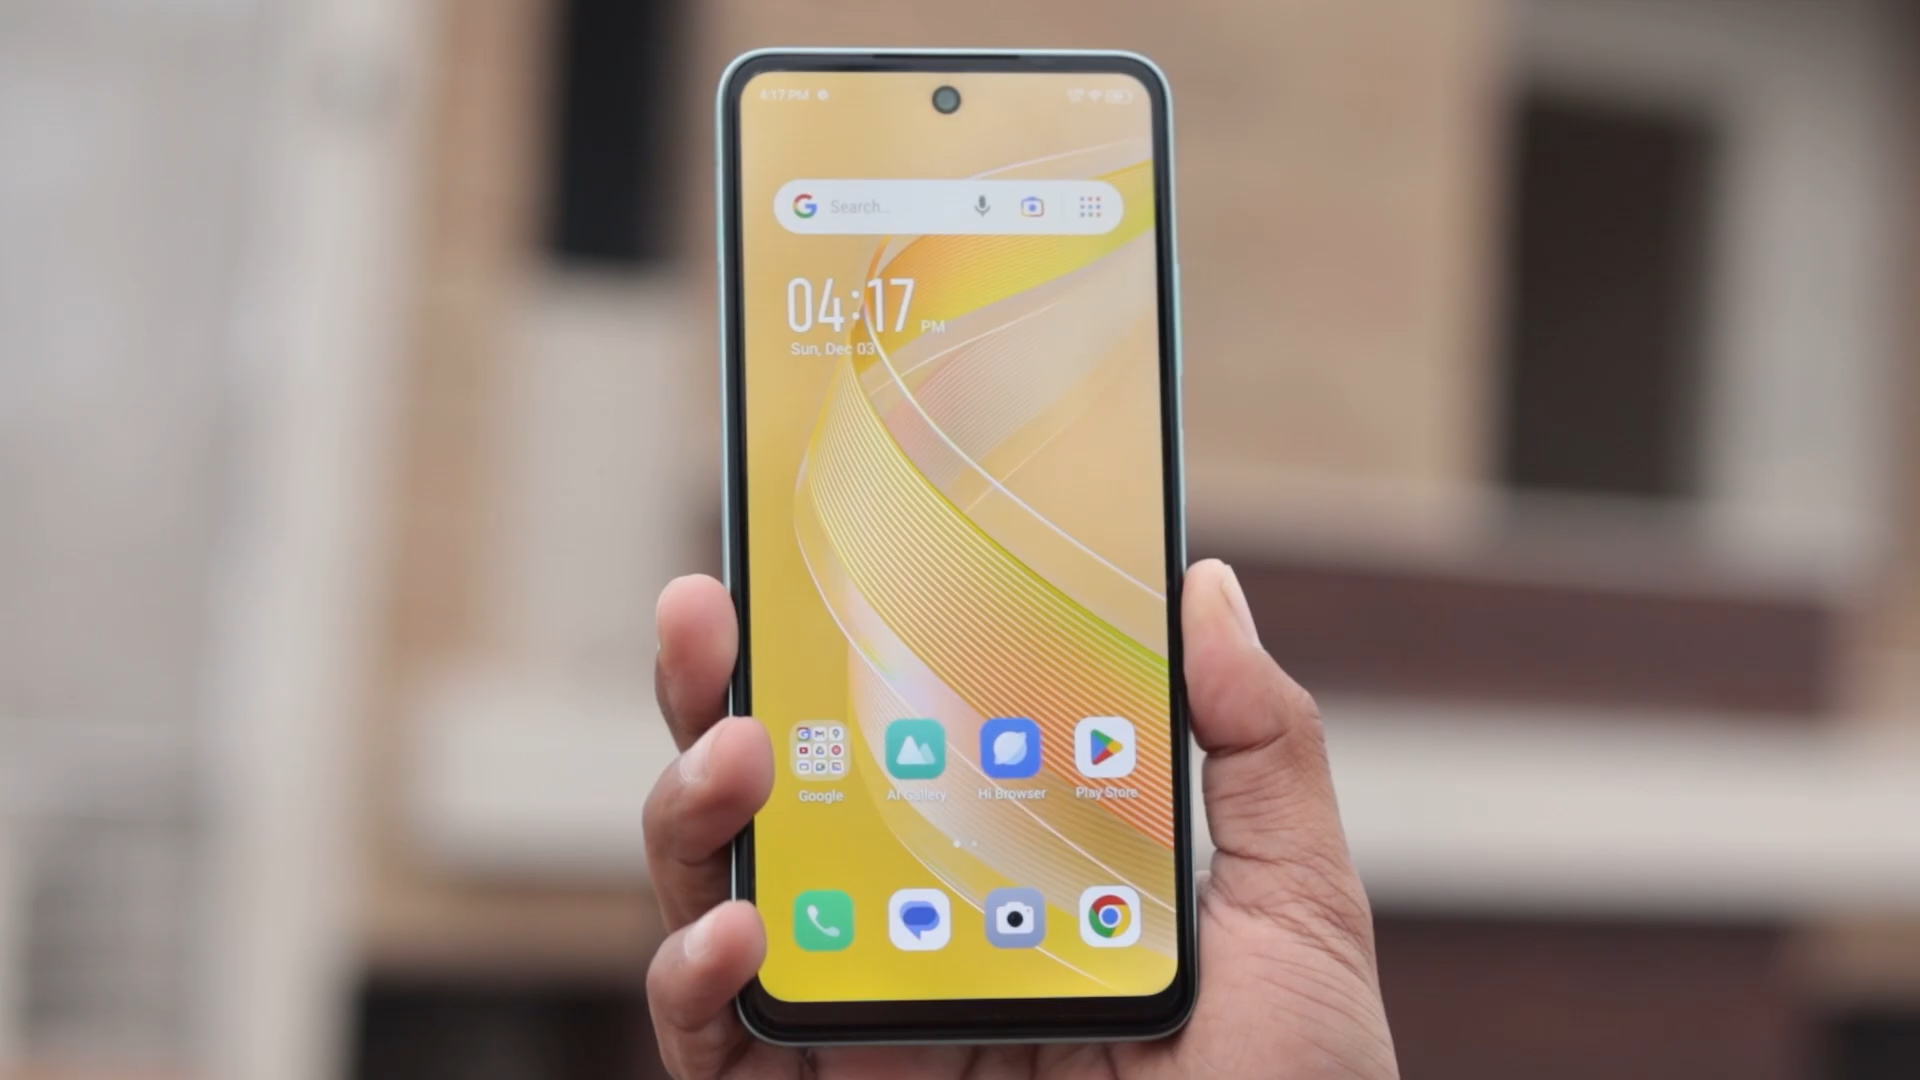 4:17 PM
Search...
04:17 PM
Sun, Dec 03
Google
AI Gallery
Hi Browser
Play Store